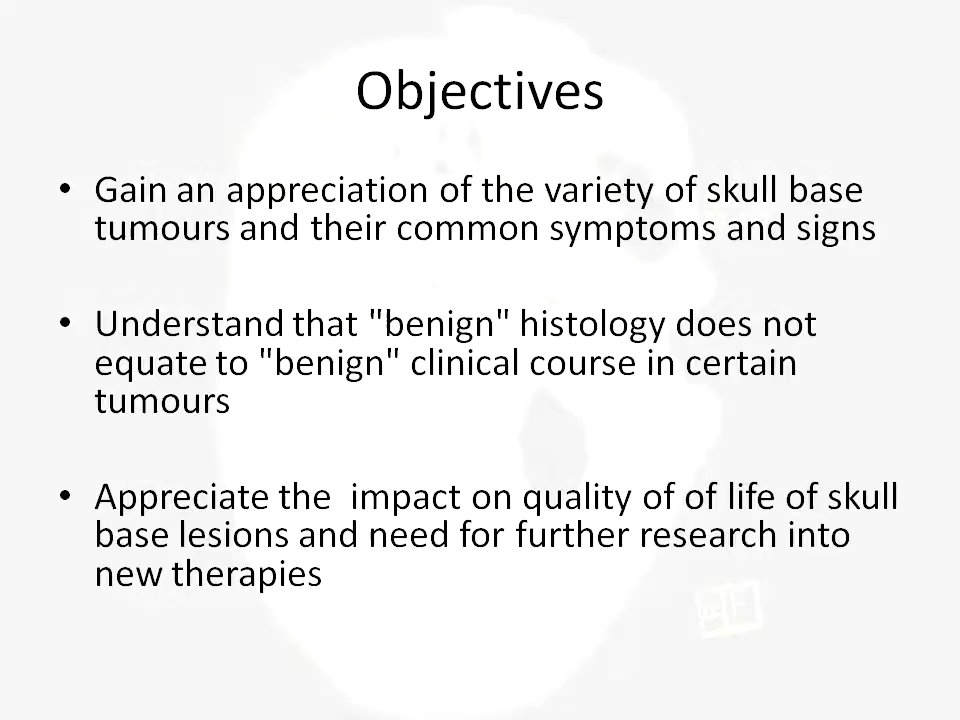 Objectives
• Gain an appreciation of the variety of skull base
tumours and their common symptoms and signs
• Understand that "benign" histology does not
equate to "benign" clinical course in certain
tumours
• Appreciate the  impact on quality of of life of skull
base lesions and need for further research into
new therapies